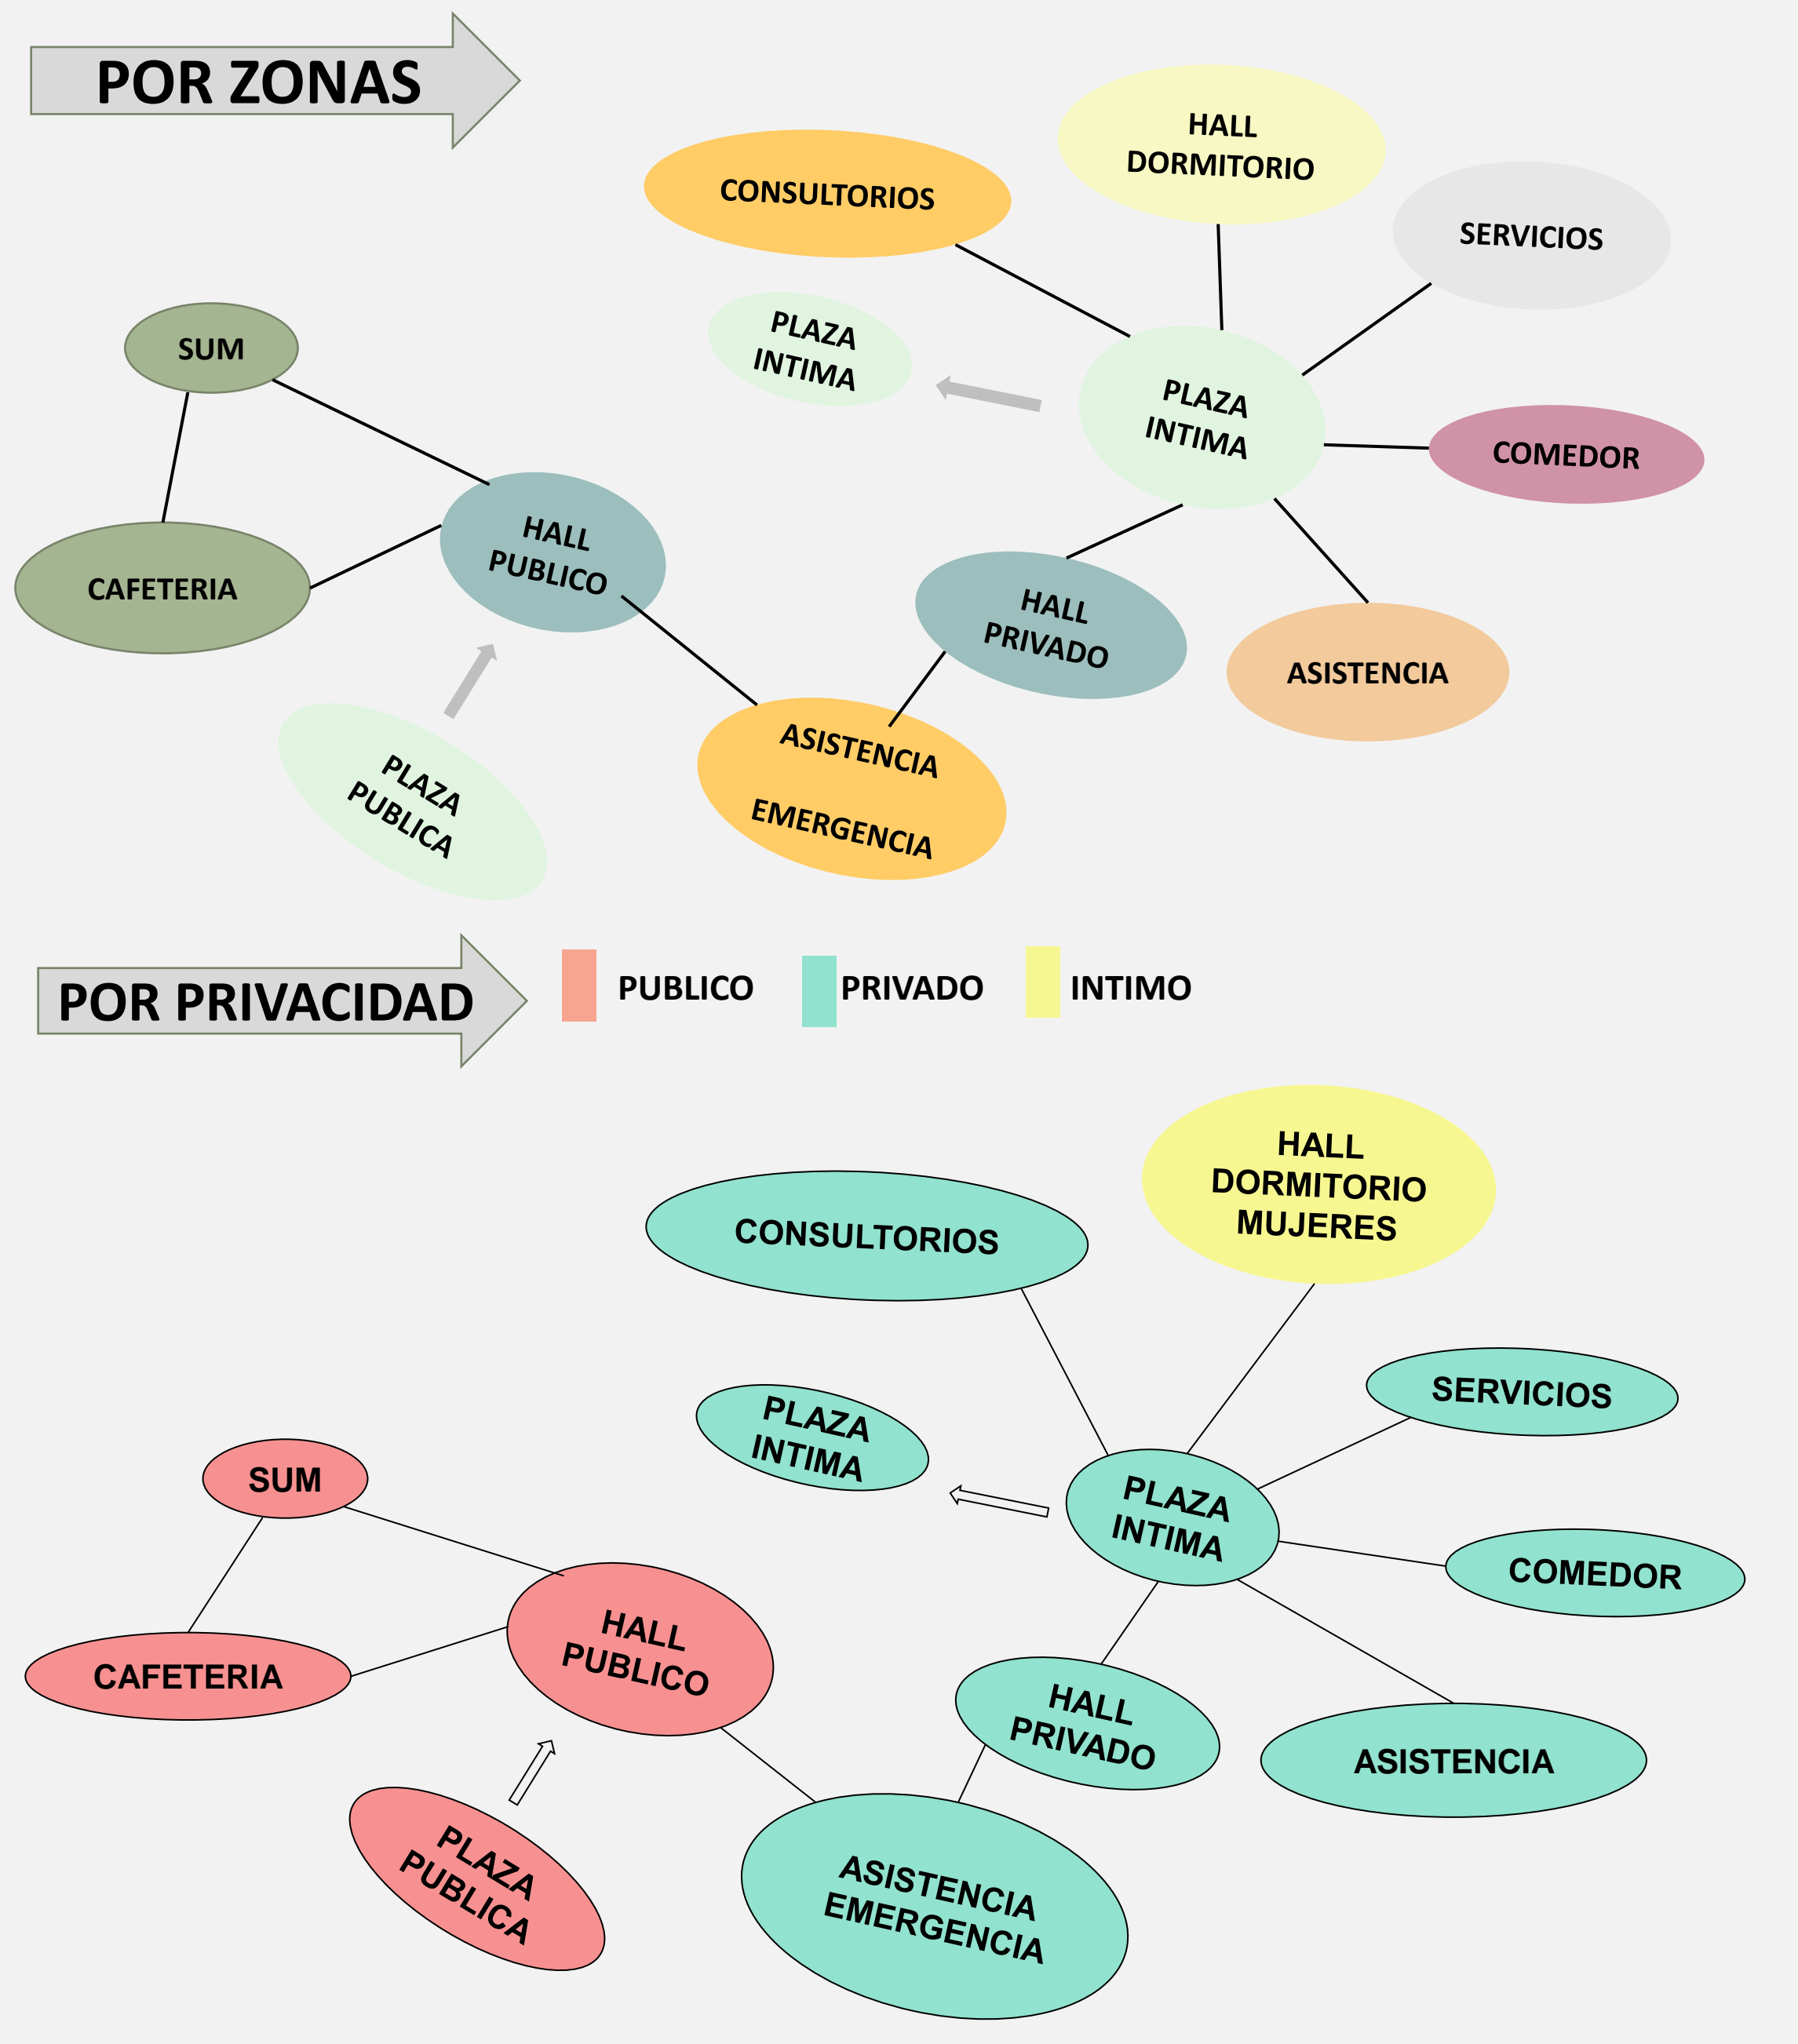 POR ZONAS
HALL
DORMITORIO
CONSULTORIOS
SERVICIOS
PLAZA
INTIMA
SUM
PLAZA
INTIMA
COMEDOR
HALL
PUBLICO
CAFETERIA
HALL
PRIVADO
ASISTENCIA
ASISTENCIA
EMERGENCIA
PLAZA
PUBLICA
POR PRIVACIDAD
PUBLICO
PRIVADO
INTIMO
HALL
DORMITORIO
MUJERES
CONSULTORIOS
SERVICIOS
PLAZA
INTIMA
SUM
PLAZA
INTIMA
COMEDOR
HALL
PUBLICO
CAFETERIA
HALL
PRIVADO
ASISTENCIA
PLAZA
PUBLICA
ASISTENCIA
EMERGENCIA